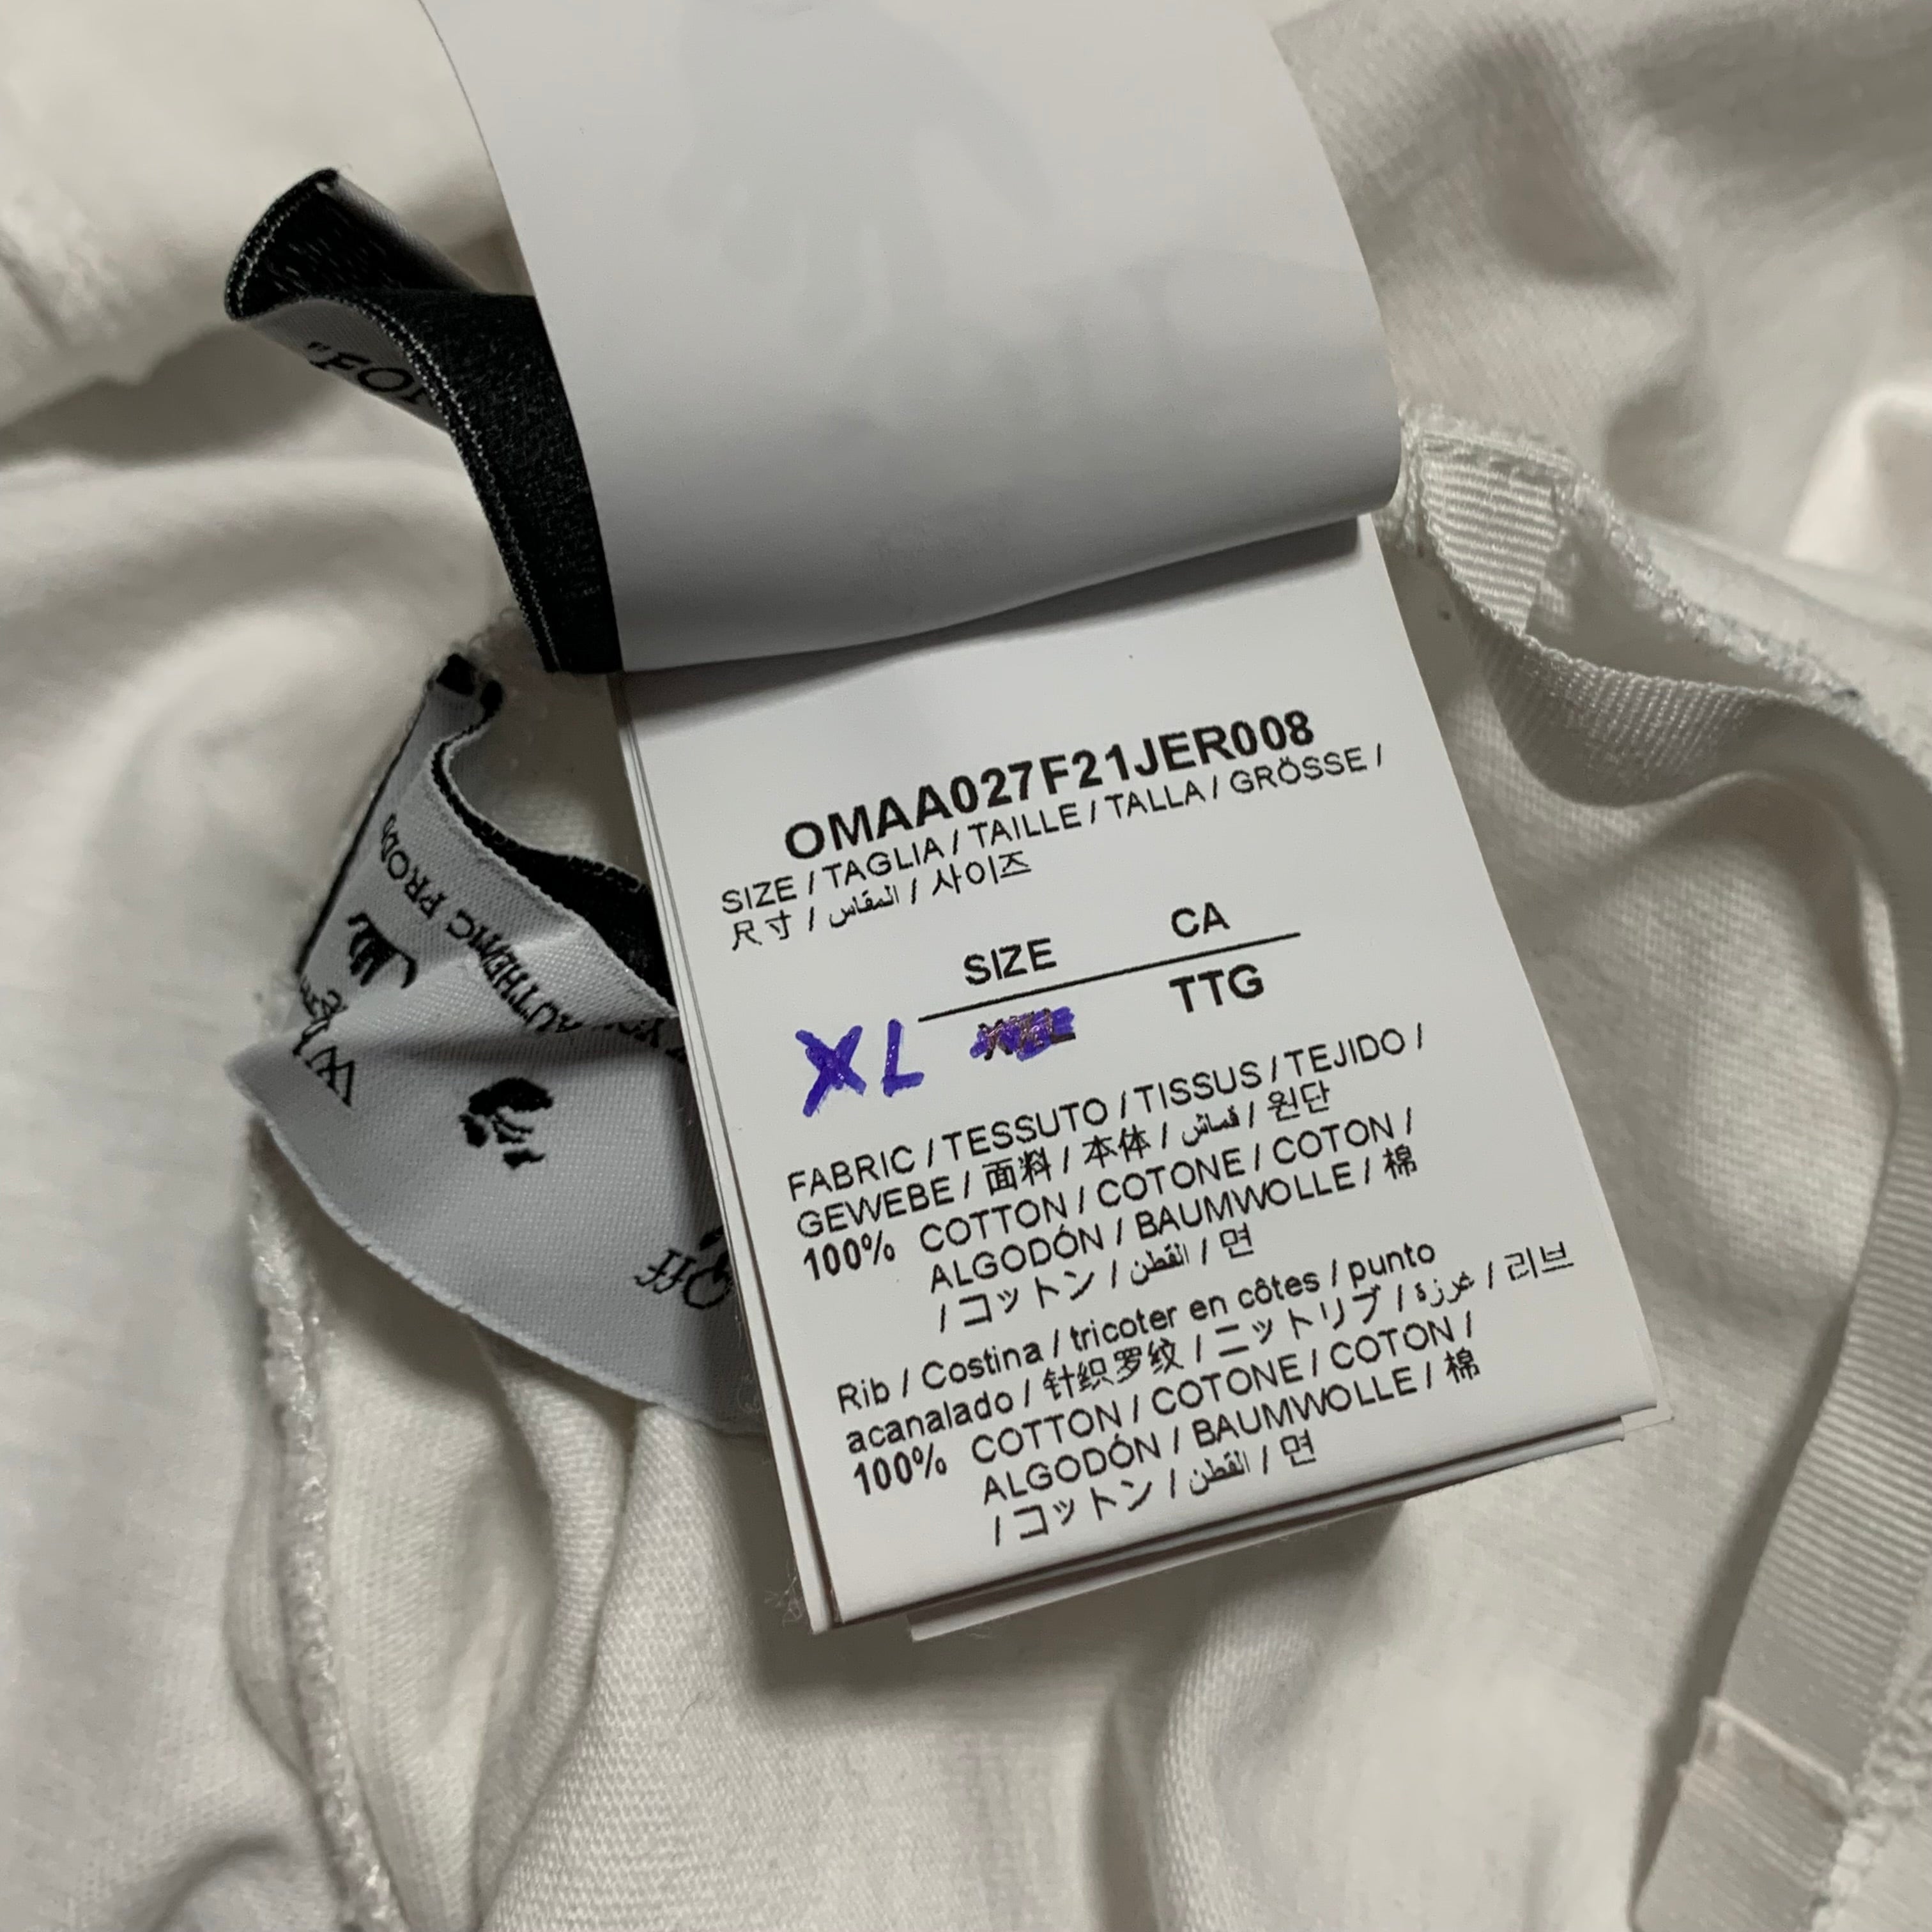 OMAA027F21JER008
SIZE / TAGLIA / TAILLE / TALLA / GRÖSSE /
尺寸 / المقاس / 사이즈
SIZE CA
XL TTG
FABRIC / TESSUTO / TISSUS / TEJIDO /
GEWEBE / 面料 / 本体 / قماش / 원단
100% COTTON / COTONE / COTON /
ALGODÓN / BAUMWOLLE / 棉
/ コットン / القطن / 면
Rib / Costina / tricoter en côtes / punto
acanalado / 针织罗纹 / ニットリブ / غرزة / 리브
100% COTTON / COTONE / COTON /
ALGODÓN / BAUMWOLLE / 棉
/ コットン / القطن / 면
Off